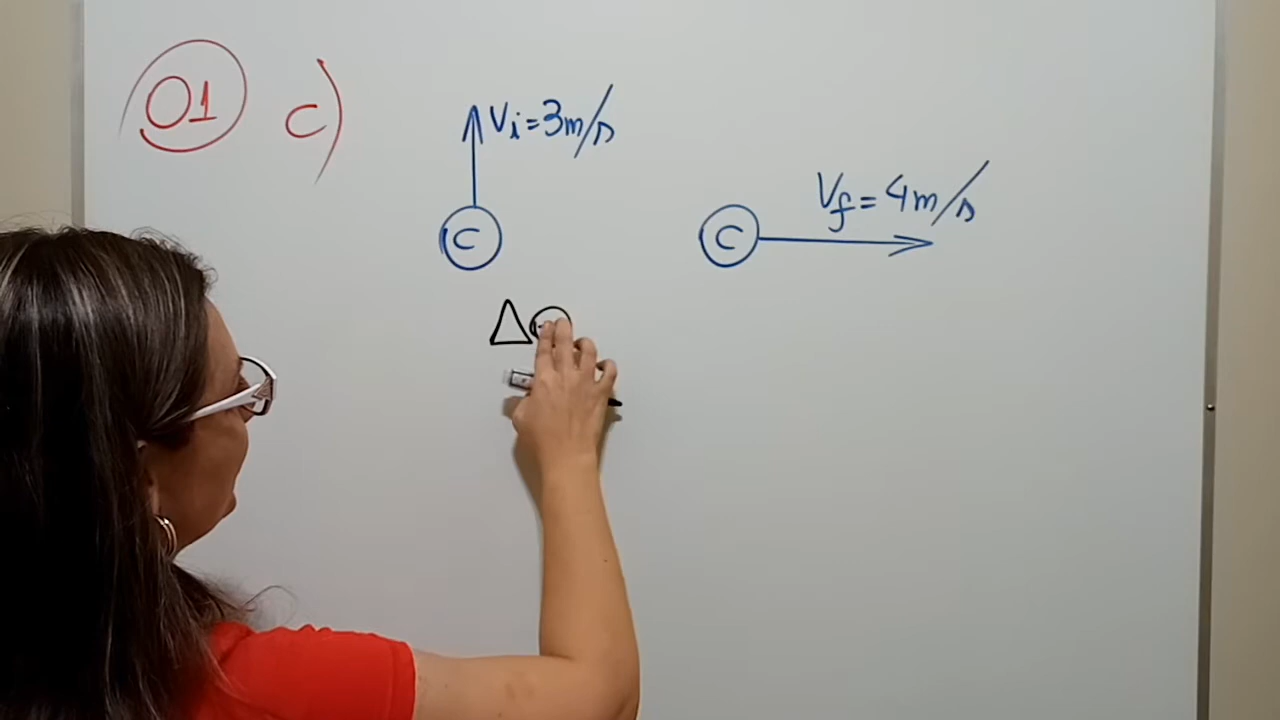 01 c)
Vi = 3m/s
Vf = 4m/s
C
C
Δ